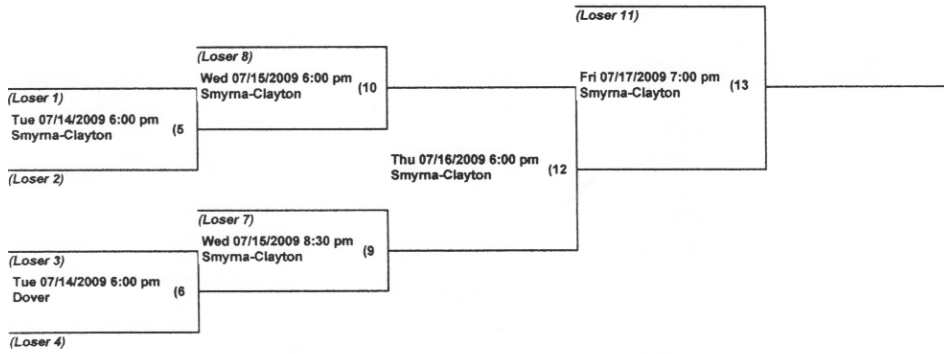 (Loser 11)
(Loser 8)
Wed 07/15/2009 6:00 pm
Smyrna-Clayton
(10
Fri 07/17/2009 7:00 pm
Smyrna-Clayton
(13
(Loser 1)
Tue 07/14/2009 6:00 pm
Smyrna-Clayton
(5
(Loser 2)
Thu 07/16/2009 6:00 pm
Smyrna-Clayton
(12
(Loser 7)
Wed 07/15/2009 8:30 pm
Smyrna-Clayton
(9
(Loser 3)
Tue 07/14/2009 6:00 pm
Dover
(6
(Loser 4)